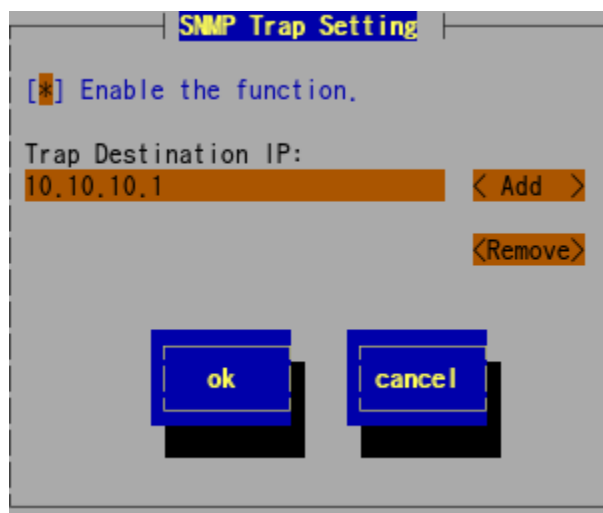 SNMP Trap Setting
[*] Enable the function.
Trap Destination IP:
10.10.10.1 < Add >
<Remove>
ok cancel